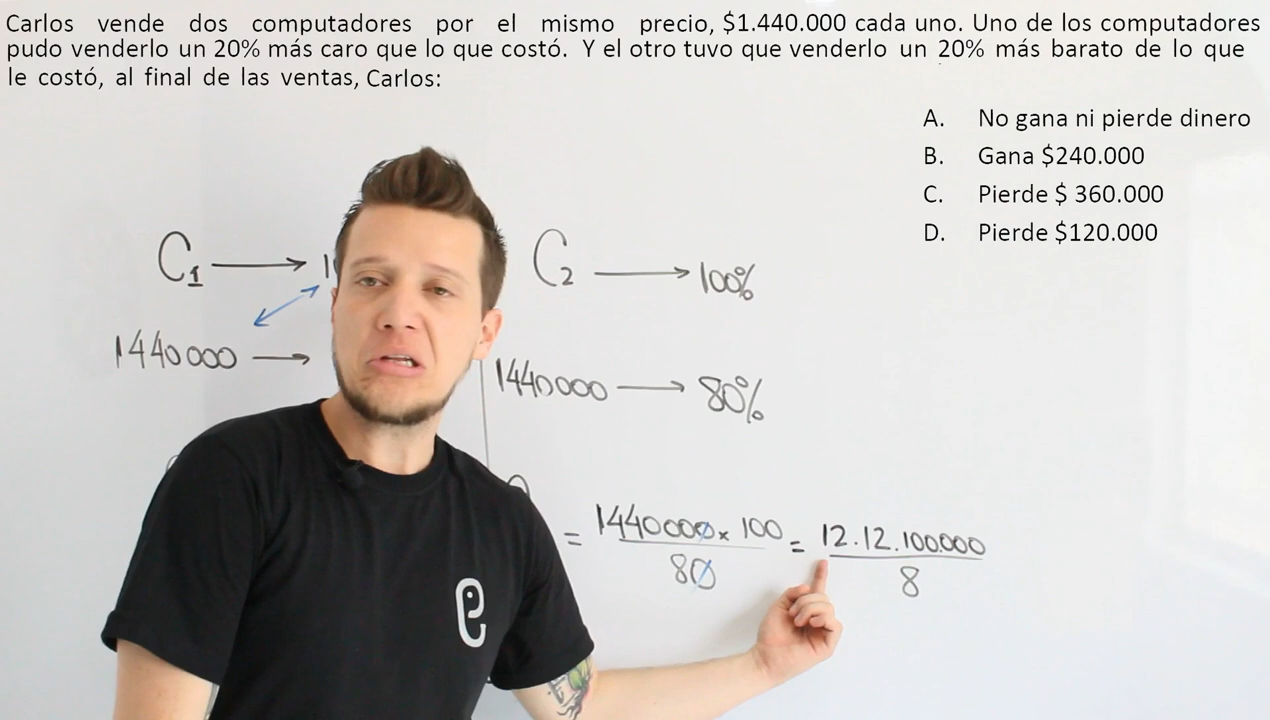 Carlos vende dos computadores por el mismo precio, $1.440.000 cada uno. Uno de los computadores
pudo venderlo un 20% más caro que lo que costó. Y el otro tuvo que venderlo un 20% más barato de lo que
le costó, al final de las ventas, Carlos:
A. No gana ni pierde dinero
B. Gana $240.000
C. Pierde $ 360.000
D. Pierde $120.000
C1 → 1
1440000 →
C2 → 100%
1440000 → 80%
= 1440000 x 100 = 12.12.100.000
80 8